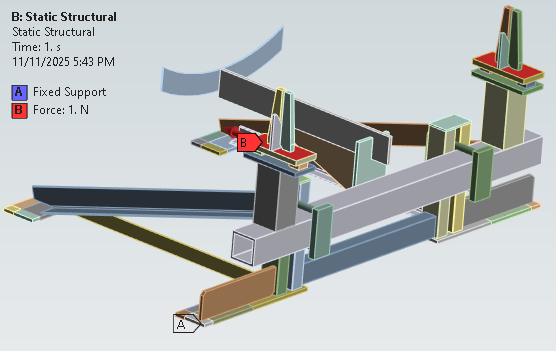 B: Static Structural
Static Structural
Time: 1. s
11/11/2025 5:43 PM
A Fixed Support
B Force: 1. N
B
A